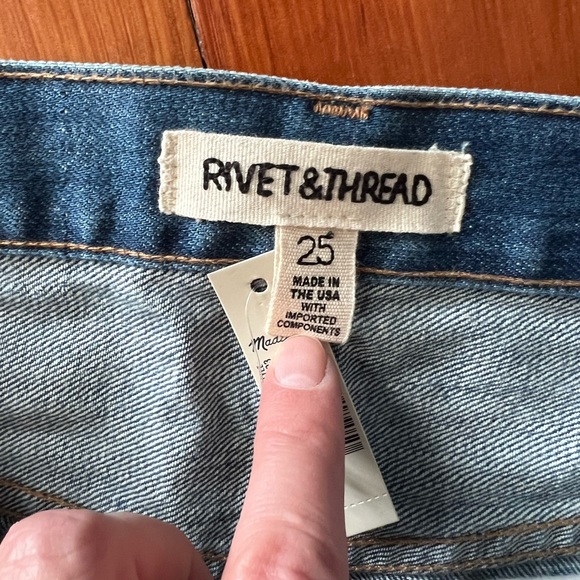 RIVET&THREAD
25
MADE IN
THE USA
WITH
IMPORTED
COMPONENTS